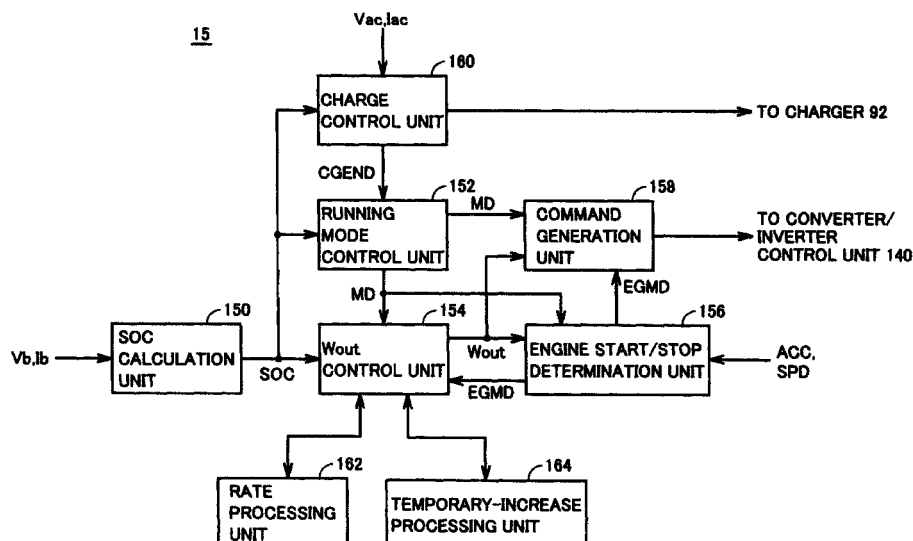 15
Vac,Iac
160
CHARGE
CONTROL UNIT
TO CHARGER 92
CGEND
152
MD
158
RUNNING
MODE
CONTROL UNIT
COMMAND
GENERATION
UNIT
TO CONVERTER/
INVERTER
CONTROL UNIT 140
MD
EGMD
150
154
156
Vb,Ib
SOC
CALCULATION
UNIT
SOC
Wout
CONTROL UNIT
Wout
ENGINE START/STOP
DETERMINATION UNIT
ACC,
SPD
EGMD
162
164
RATE
PROCESSING
UNIT
TEMPORARY-INCREASE
PROCESSING UNIT